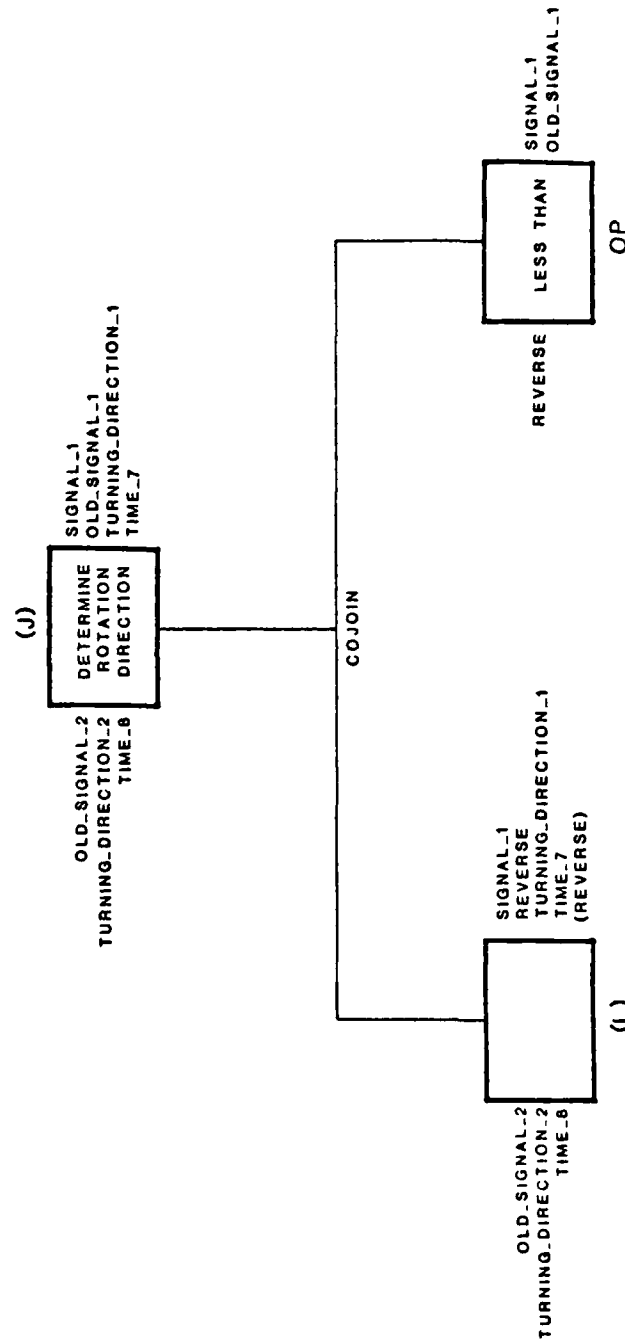 (J)
OLD_SIGNAL_2
TURNING_DIRECTION_2
TIME_8
DETERMINE
ROTATION
DIRECTION
SIGNAL_1
OLD_SIGNAL_1
TURNING_DIRECTION_1
TIME_7
COJOIN
OLD_SIGNAL_2
TURNING_DIRECTION_2
TIME_8
SIGNAL_1
REVERSE
TURNING_DIRECTION_1
TIME_7
(REVERSE)
REVERSE
LESS THAN
SIGNAL_1
OLD_SIGNAL_1
OP